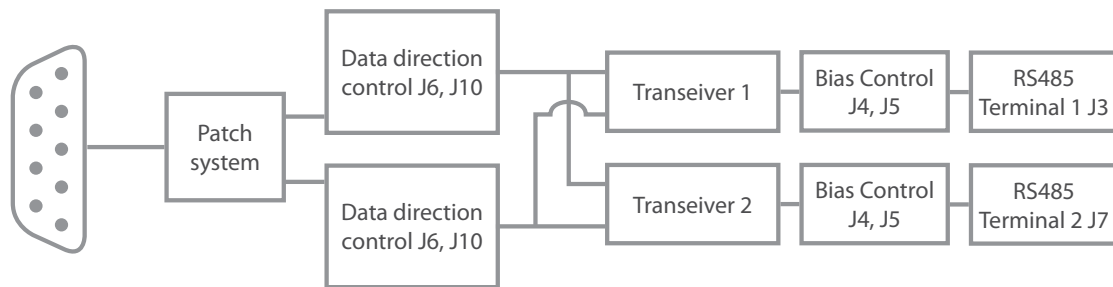 Patch
system
Data direction
control J6, J10
Data direction
control J6, J10
Transeiver 1
Transeiver 2
Bias Control
J4, J5
Bias Control
J4, J5
RS485
Terminal 1 J3
RS485
Terminal 2 J7